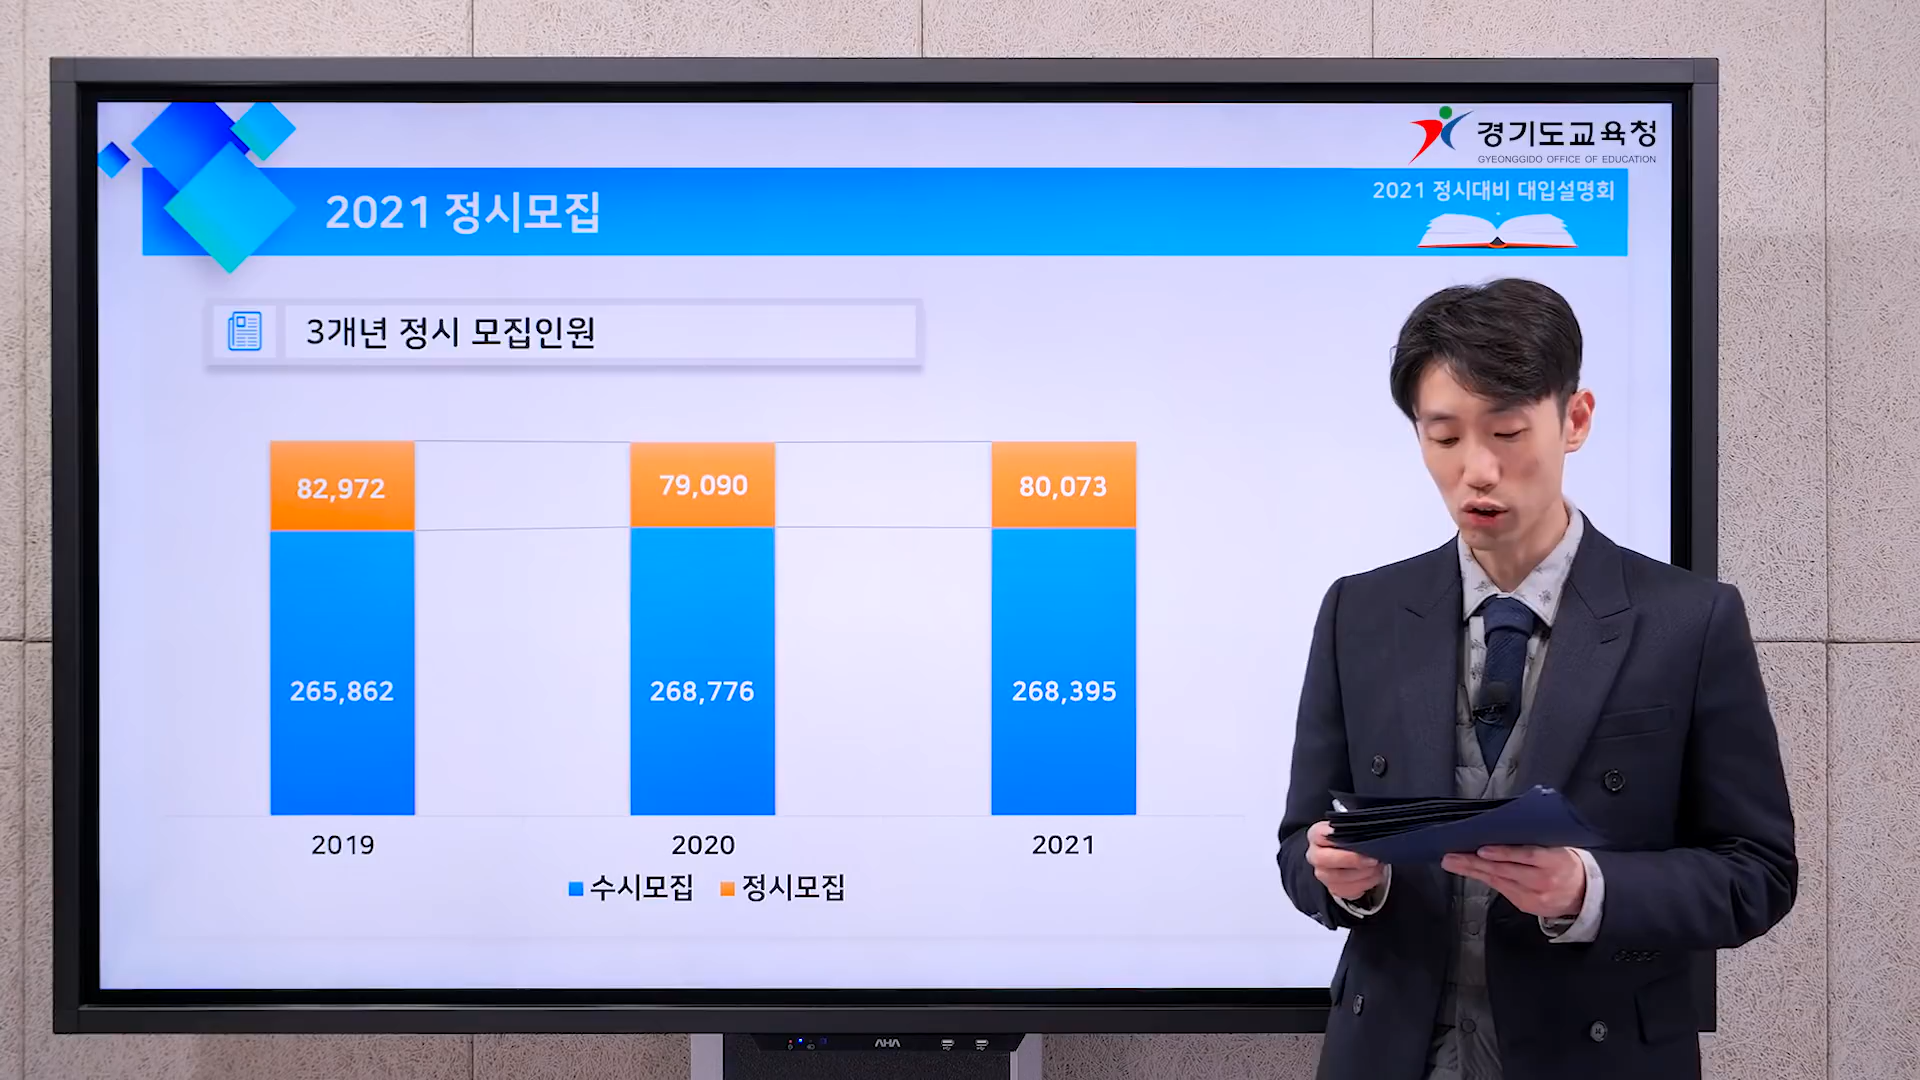 경기도교육청
GYEONGGIDO OFFICE OF EDUCATION
2021 정시대비 대입설명회
2021 정시모집
3개년 정시 모집인원
82,972
79,090
80,073
265,862
268,776
268,395
2019
2020
2021
수시모집
정시모집
AHA